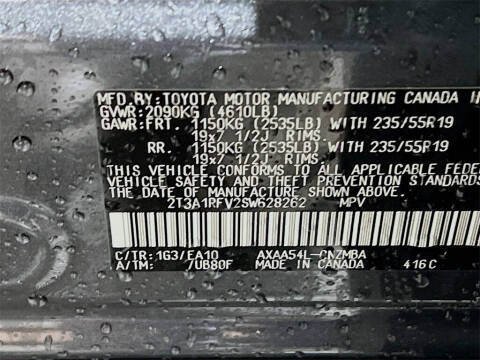 MFD. BY: TOYOTA MOTOR MANUFACTURING CANADA
GVWR: 2090KG (4610LB)
GAWR: FRT. 1150KG (2535LB) WITH 235/55R19
19x7 1/2J RIMS.
RR. 1150KG (2535LB) WITH 235/55R19
19x7 1/2J RIMS.
THIS VEHICLE CONFORMS TO ALL APPLICABLE FEDE
SAFETY AND THEFT PREVENTION STANDARDS IN EFFE
THE DATE OF MANUFACTURE SHOWN ABOVE.
2T3A1RFV2SW628262 MPV
C/TR: 1G3/EA10 AXAA54L-CNZMBA
A/TM: /UB80F MADE IN CANADA 416C